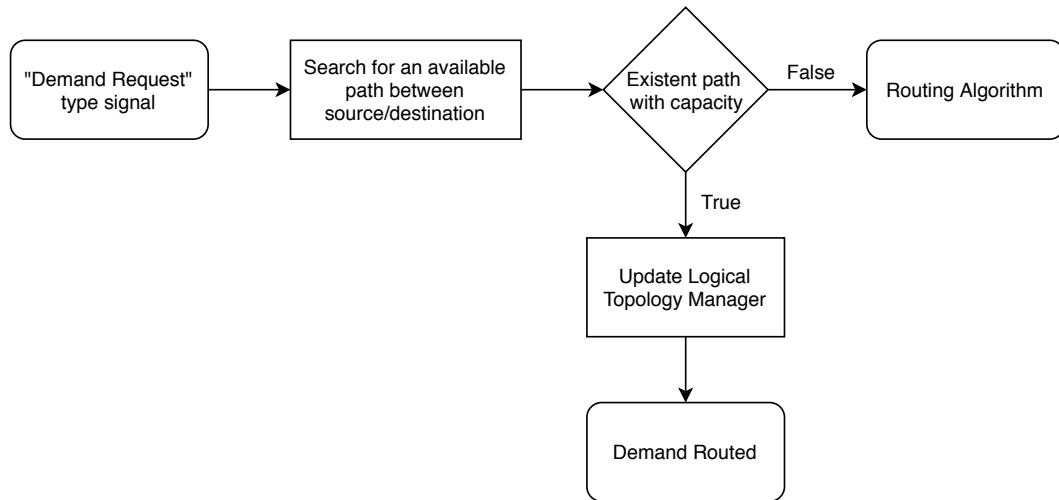 "Demand Request"
type signal
Search for an available
path between
source/destination
Existent path
with capacity
False
Routing Algorithm
True
Update Logical
Topology Manager
Demand Routed